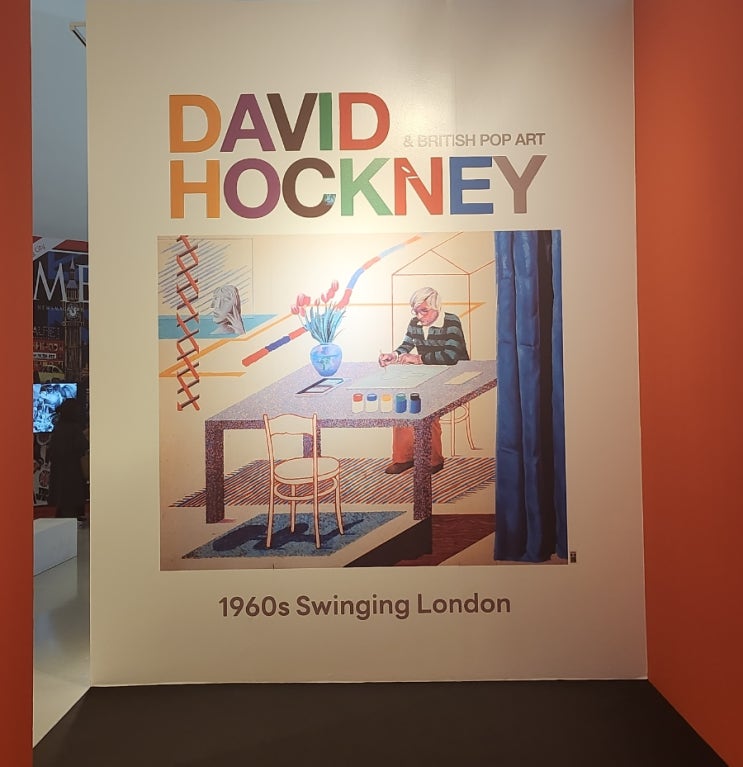 DAVID
& BRITISH POP ART
HOCKNEY
1960s Swinging London